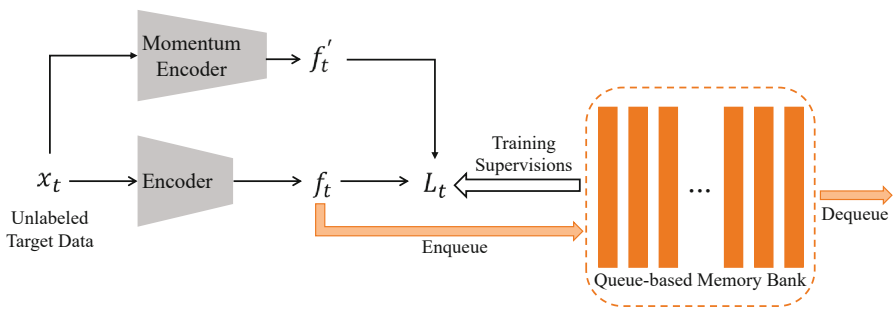 Momentum
Encoder
f_t'
x_t
Unlabeled
Target Data
Encoder
f_t
L_t
Training
Supervisions
Enqueue
...
Queue-based Memory Bank
Dequeue